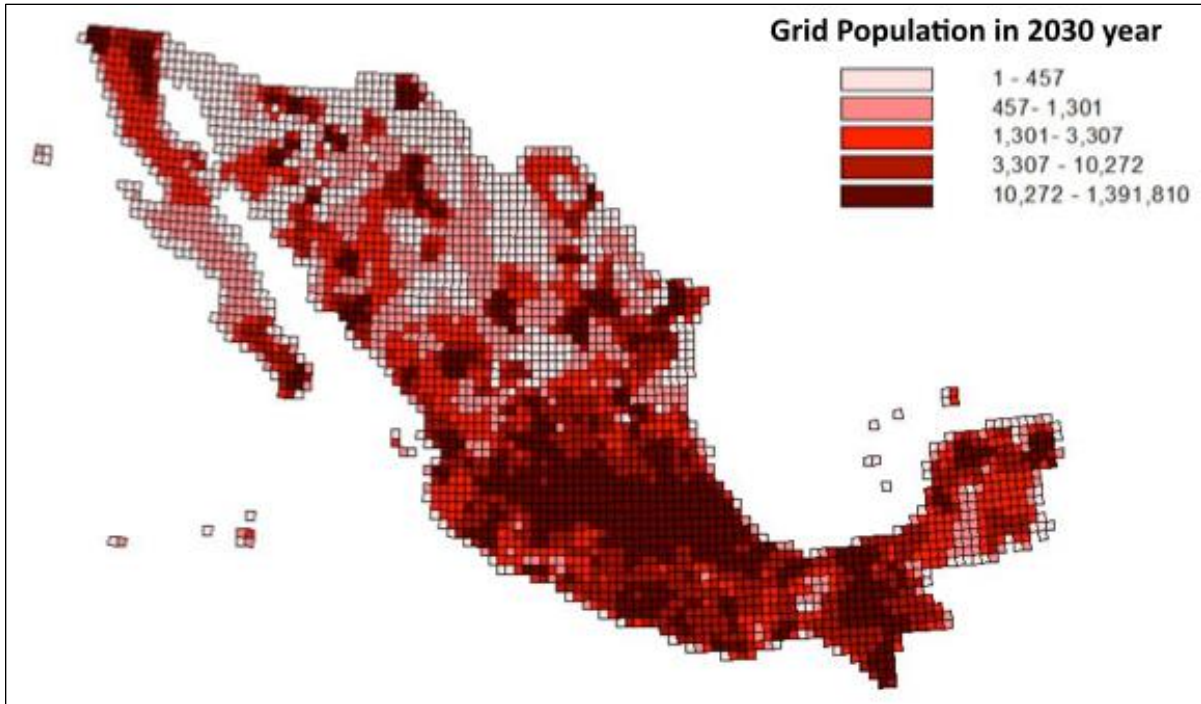 Grid Population in 2030 year
1 - 457
457- 1,301
1,301- 3,307
3,307 - 10,272
10,272 - 1,391,810